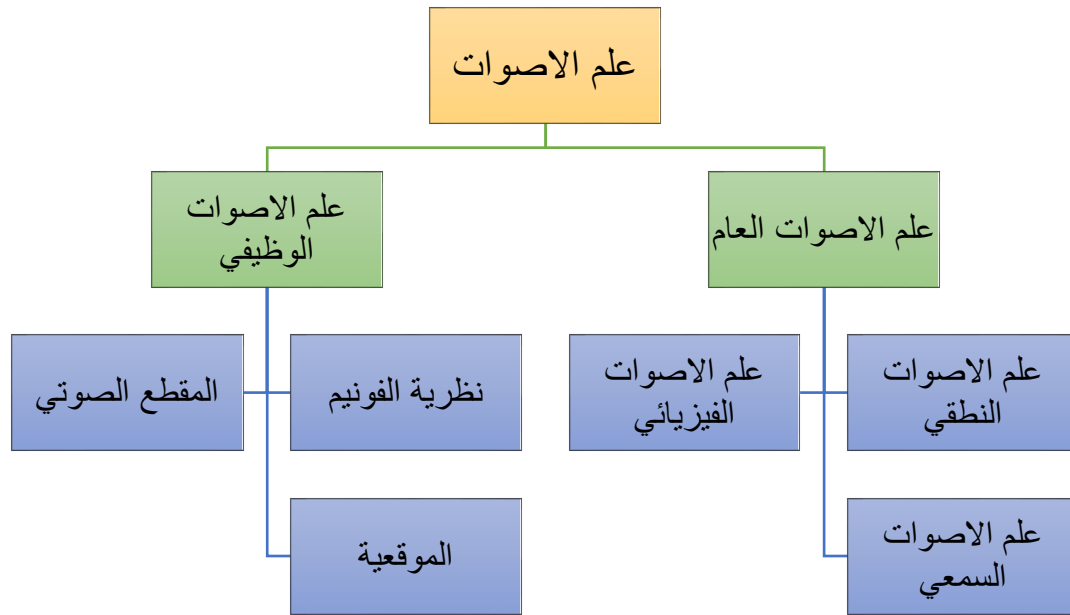 علم الاصوات
علم الاصوات العام
علم الاصوات
الوظيفي
علم الاصوات
النطقي
علم الاصوات
الفيزيائي
نظرية الفونيم
المقطع الصوتي
علم الاصوات
السمعي
الموقعية